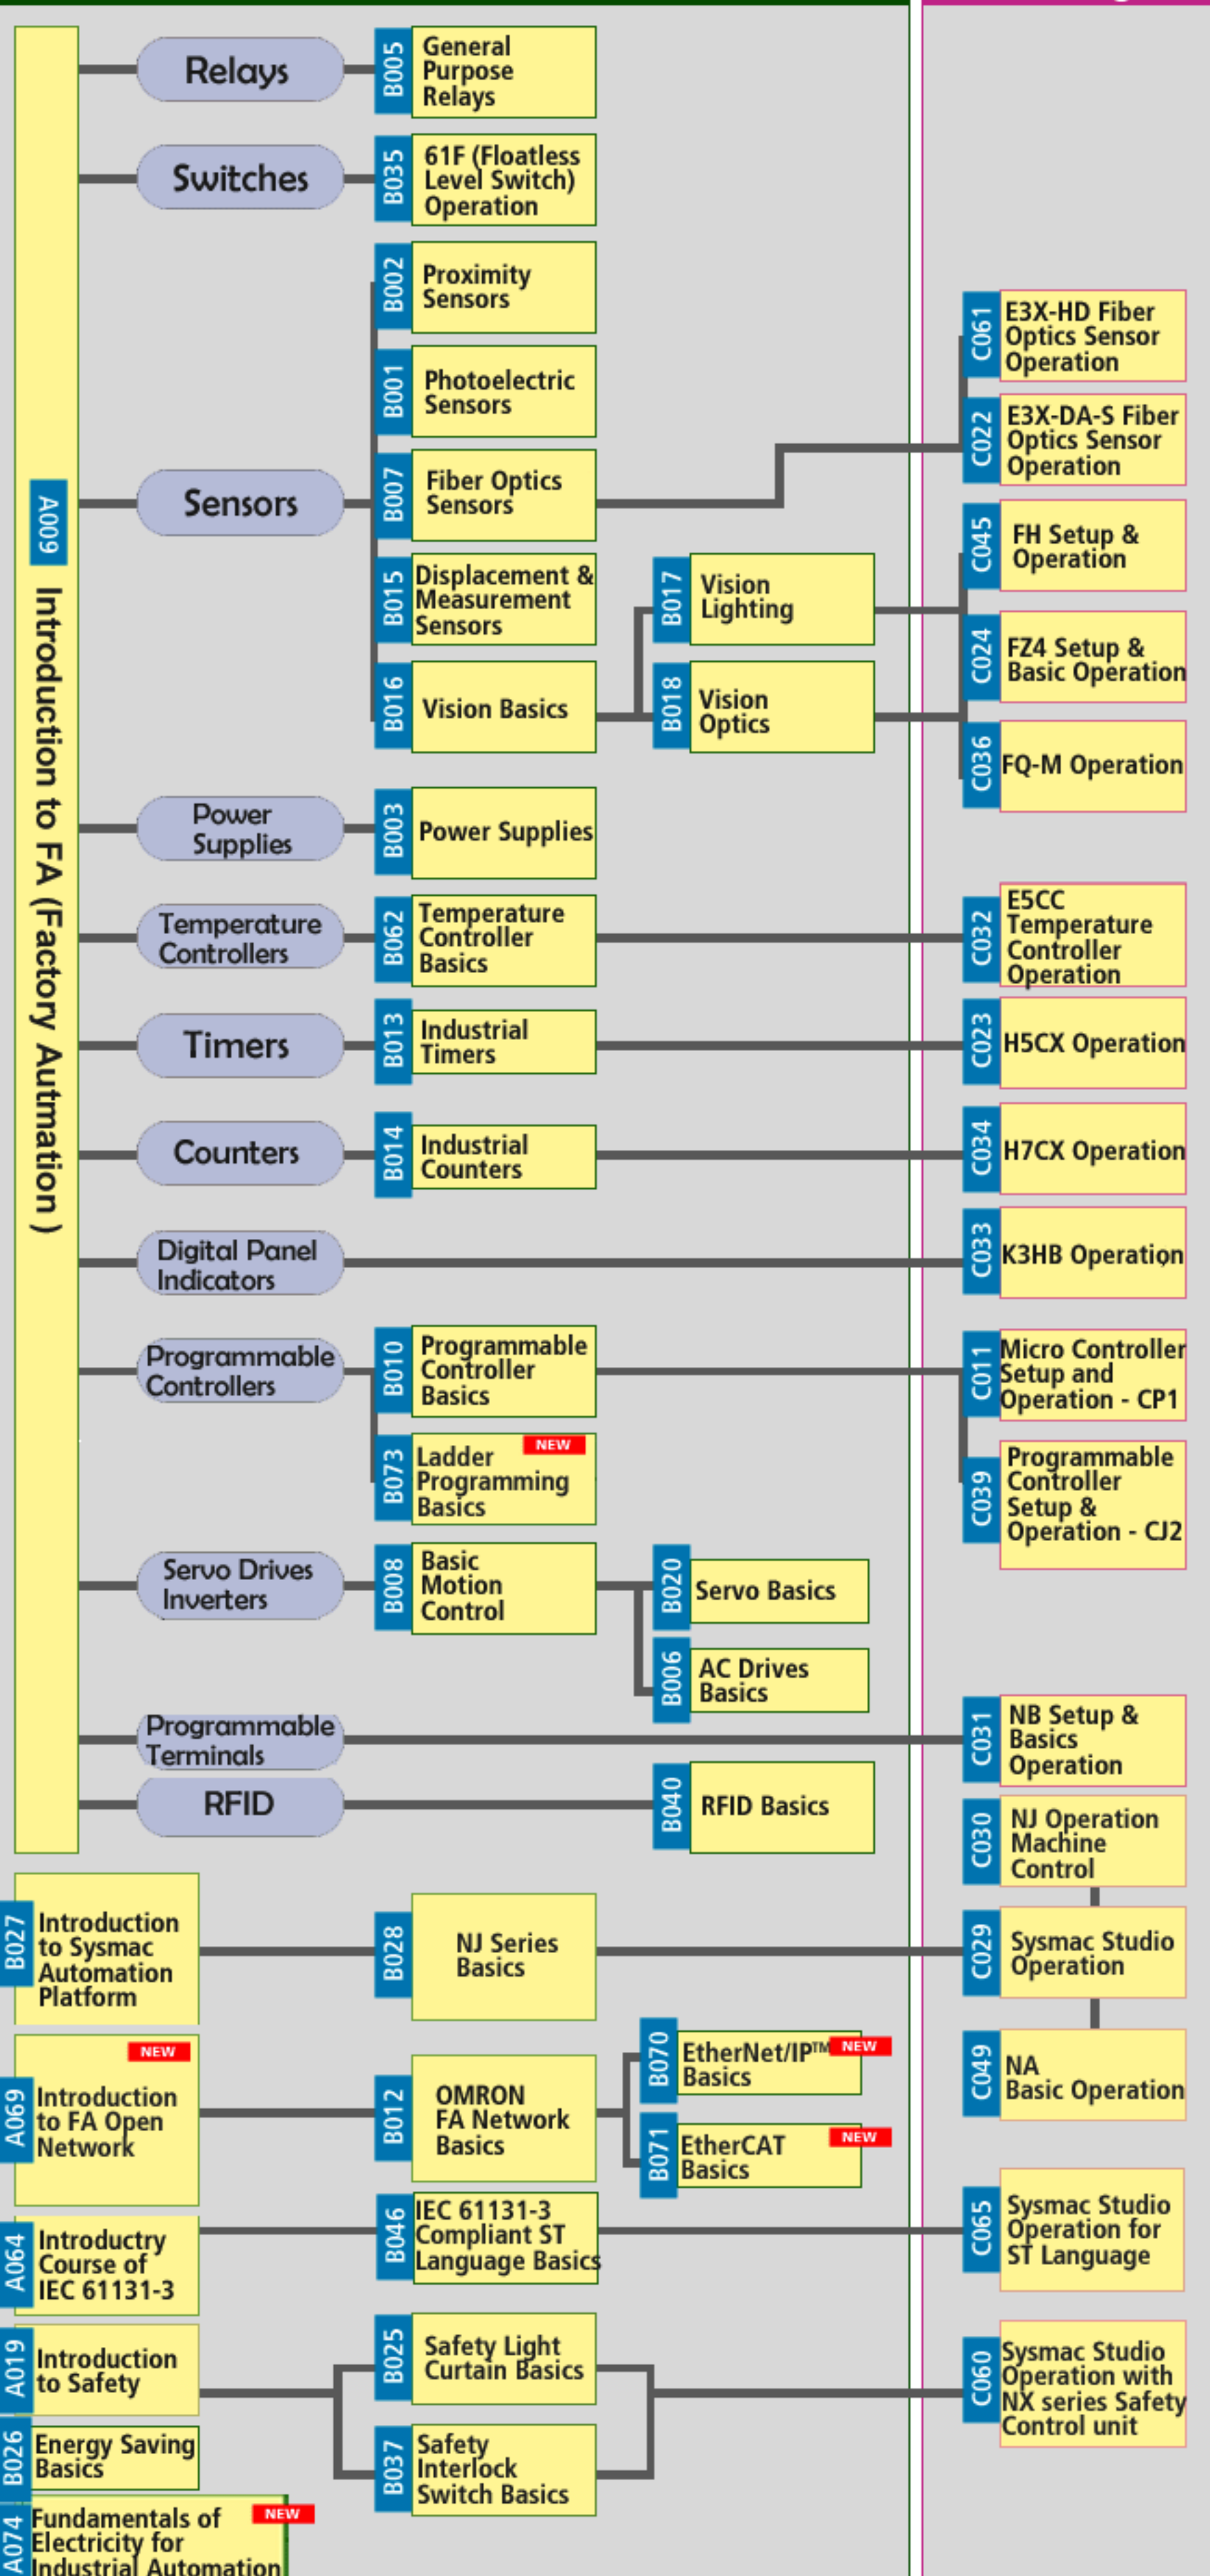 A009
Introduction to FA (Factory Autmation )
Relays
B005
General
Purpose
Relays
Switches
B035
61F (Floatless
Level Switch)
Operation
Sensors
B002
Proximity
Sensors
B001
Photoelectric
Sensors
B007
Fiber Optics
Sensors
C061
E3X-HD Fiber
Optics Sensor
Operation
C022
E3X-DA-S Fiber
Optics Sensor
Operation
B015
Displacement &
Measurement
Sensors
B016
Vision Basics
B017
Vision
Lighting
B018
Vision
Optics
C045
FH Setup &
Operation
C024
FZ4 Setup &
Basic Operation
C036
FQ-M Operation
Power
Supplies
B003
Power Supplies
Temperature
Controllers
B062
Temperature
Controller
Basics
C032
E5CC
Temperature
Controller
Operation
Timers
B013
Industrial
Timers
C023
H5CX Operation
Counters
B014
Industrial
Counters
C034
H7CX Operation
Digital Panel
Indicators
C033
K3HB Operation
Programmable
Controllers
B010
Programmable
Controller
Basics
C011
Micro Controller
Setup and
Operation - CP1
B073
NEW
Ladder
Programming
Basics
C039
Programmable
Controller
Setup &
Operation - CJ2
Servo Drives
Inverters
B008
Basic
Motion
Control
B020
Servo Basics
B006
AC Drives
Basics
Programmable
Terminals
C031
NB Setup &
Basics
Operation
RFID
B040
RFID Basics
C030
NJ Operation
Machine
Control
B027
Introduction
to Sysmac
Automation
Platform
B028
NJ Series
Basics
C029
Sysmac Studio
Operation
C049
NA
Basic Operation
A069
NEW
Introduction
to FA Open
Network
B012
OMRON
FA Network
Basics
B070
EtherNet/IP™
Basics
NEW
B071
EtherCAT
Basics
NEW
A064
Introductry
Course of
IEC 61131-3
B046
IEC 61131-3
Compliant ST
Language Basics
C065
Sysmac Studio
Operation for
ST Language
A019
Introduction
to Safety
B025
Safety Light
Curtain Basics
B037
Safety
Interlock
Switch Basics
C060
Sysmac Studio
Operation with
NX series Safety
Control unit
B026
Energy Saving
Basics
A074
NEW
Fundamentals of
Electricity for
Industrial Automation